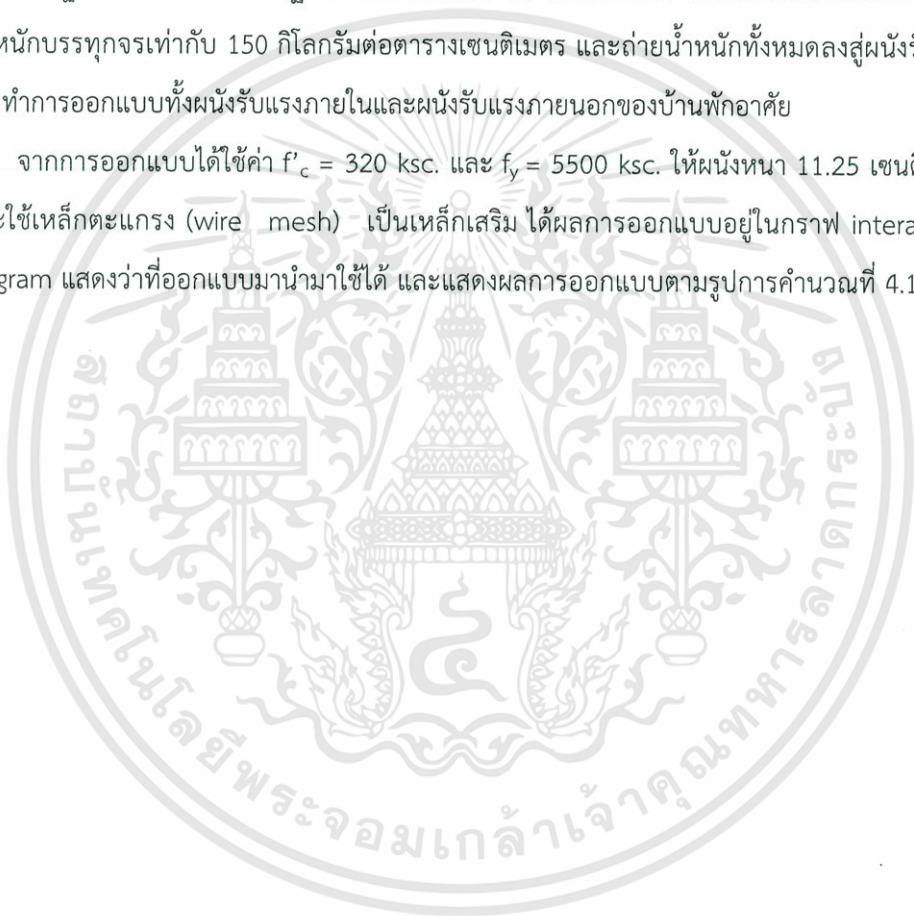 หนักบรรทุกจรเท่ากับ 150 กิโลกรัมต่อตารางเซนติเมตร และถ่ายน้ำหนักทั้งหมดลงสู่ผนังรั
ทำการออกแบบทั้งผนังรับแรงภายในและผนังรับแรงภายนอกของบ้านพักอาศัย
จากการออกแบบได้ใช้ค่า f'c = 320 ksc. และ fy = 5500 ksc. ให้ผนังหนา 11.25 เซนติ
ะใช้เหล็กตะแกรง (wire mesh) เป็นเหล็กเสริม ได้ผลการออกแบบอยู่ในกราฟ intera
gram แสดงว่าที่ออกแบบมานำมาใช้ได้ และแสดงผลการออกแบบตามรูปการคำนวณที่ 4.1
สถาบันเทคโนโลยีพระจอมเกล้าเจ้าคุณทหารลาดกระบัง